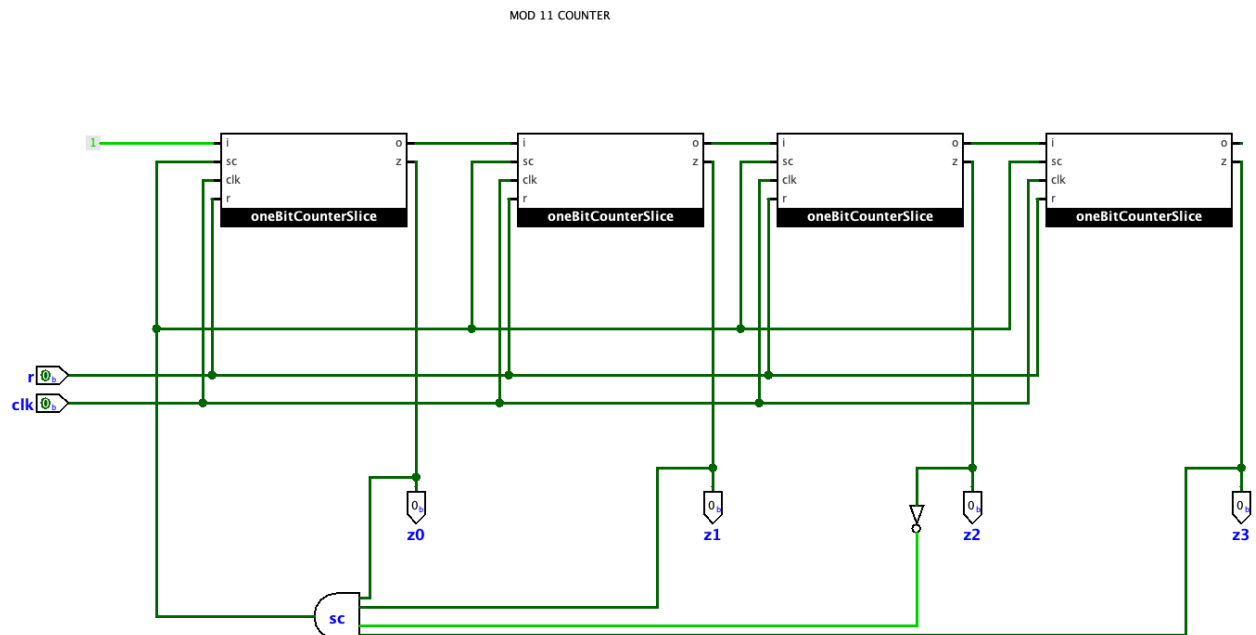 MOD 11 COUNTER
1
i o
sc z
clk
r
oneBitCounterSlice
i o
sc z
clk
r
oneBitCounterSlice
i o
sc z
clk
r
oneBitCounterSlice
i o
sc z
clk
r
oneBitCounterSlice
r 0b
clk 0b
0b
z0
0b
z1
0b
z2
0b
z3
sc